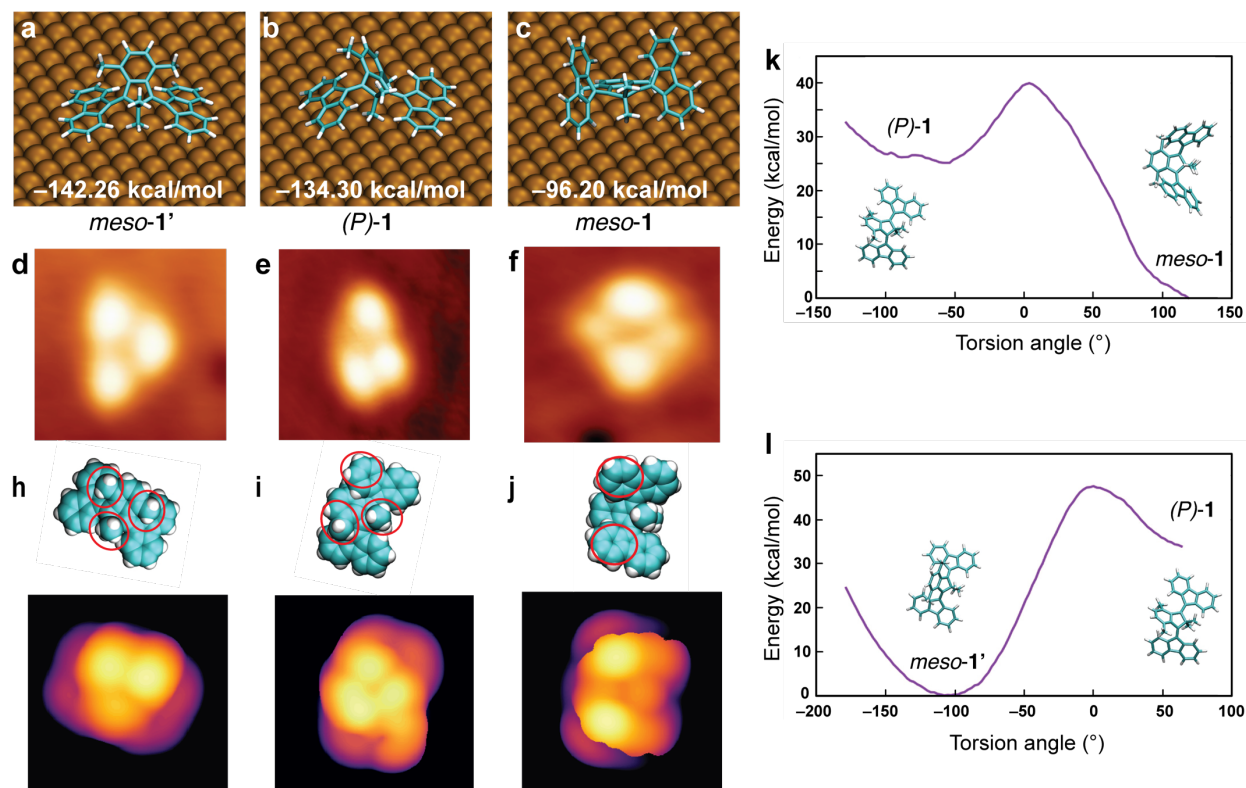 a
b
c
–142.26 kcal/mol
–134.30 kcal/mol
–96.20 kcal/mol
meso-1’
(P)-1
meso-1
d
e
f
h
i
j
k
Energy (kcal/mol)
40
30
20
10
0
(P)-1
meso-1
–150
–100
–50
0
50
100
150
Torsion angle (°)
l
Energy (kcal/mol)
50
40
30
20
10
0
(P)-1
meso-1’
–200
–150
–100
–50
0
50
100
Torsion angle (°)